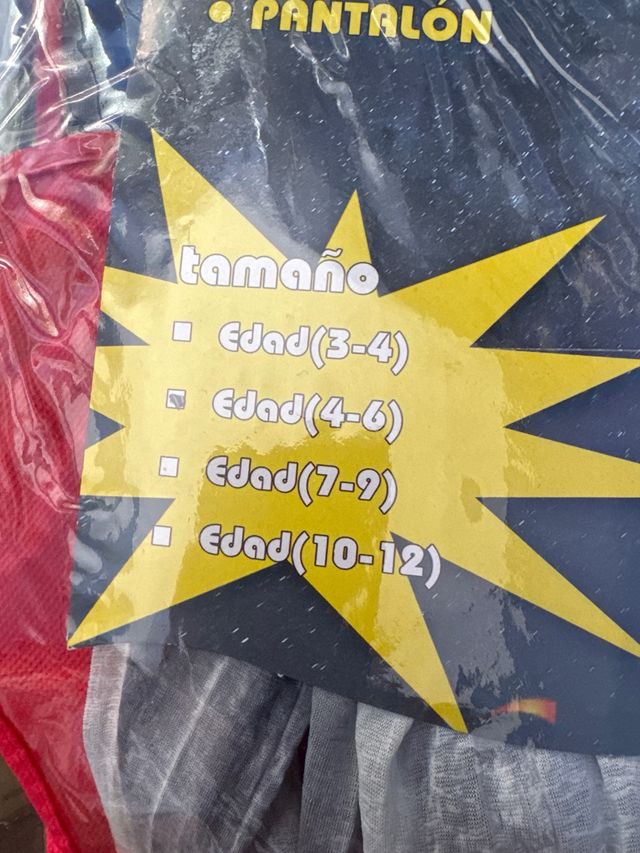 • PANTALÓN
tamaño
Edad(3-4)
Edad(4-6)
Edad(7-9)
Edad(10-12)